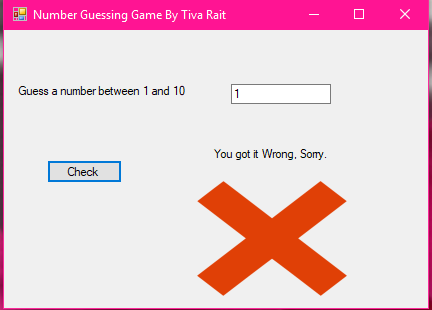 Number Guessing Game By Tiva Rait
Guess a number between 1 and 10
1
You got it Wrong, Sorry.
Check